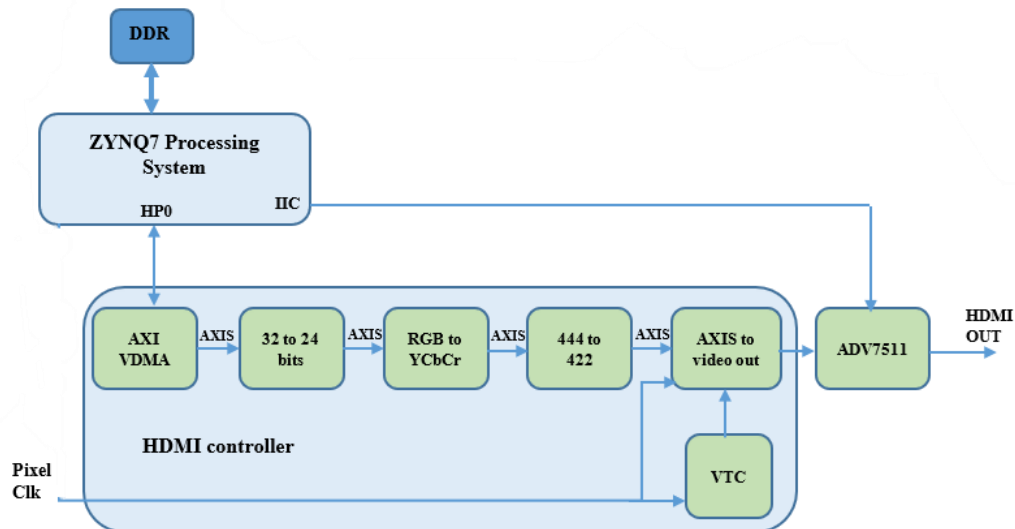 DDR
ZYNQ7 Processing
System
IIC
HP0
AXI
VDMA
AXIS
32 to 24
bits
AXIS
RGB to
YCbCr
AXIS
444 to
422
AXIS
AXIS to
video out
ADV7511
HDMI
OUT
HDMI controller
VTC
Pixel
Clk